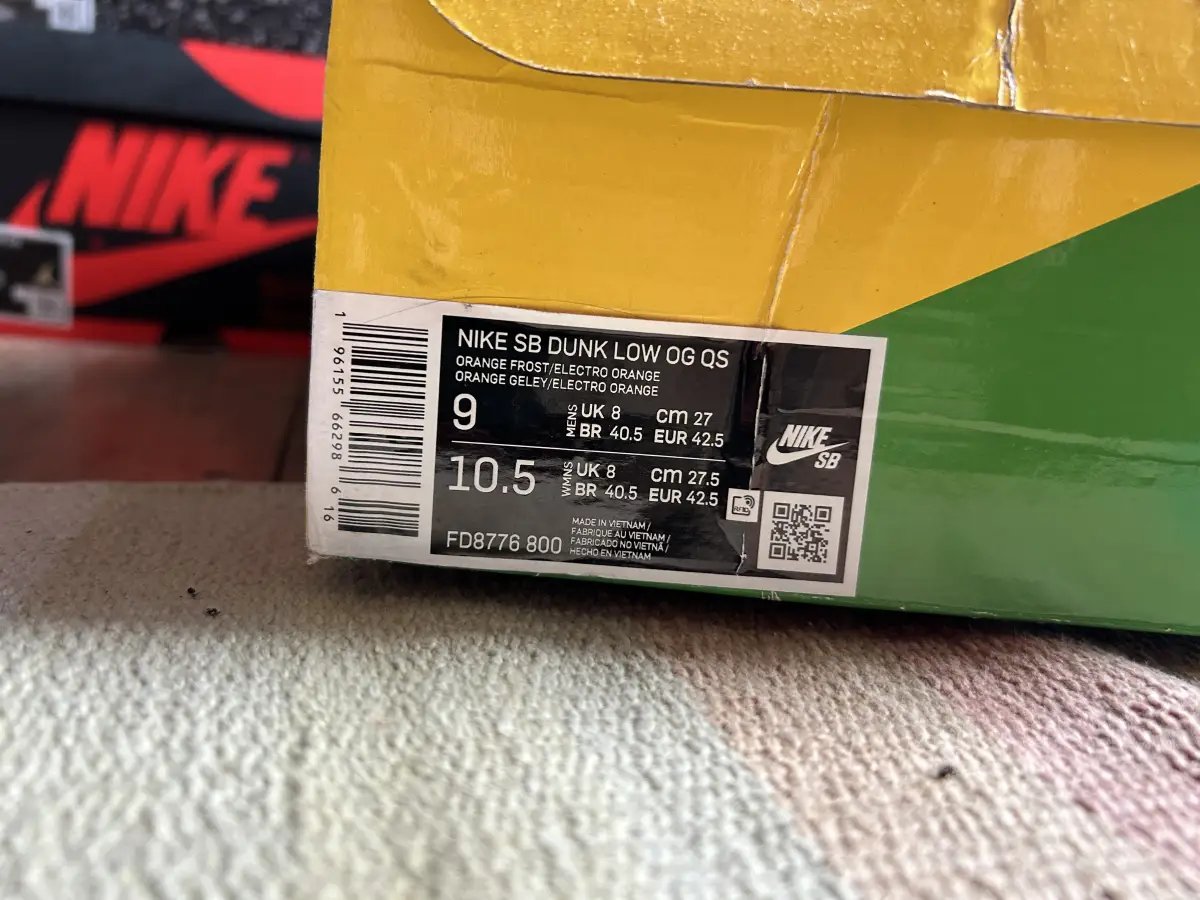 NIKE
NIKE SB DUNK LOW OG QS
ORANGE FROST/ELECTRO ORANGE
ORANGE GELEY/ELECTRO ORANGE
9 MENS UK 8 cm 27
BR 40.5 EUR 42.5
10.5 WMNS UK 8 cm 27.5
BR 40.5 EUR 42.5
NIKE
SB
RFID
FD8776 800
MADE IN VIETNAM /
FABRIQUE AU VIETNAM /
FABRICADO NO VIETNÃ /
HECHO EN VIETNAM
1 96155 66298 6 16